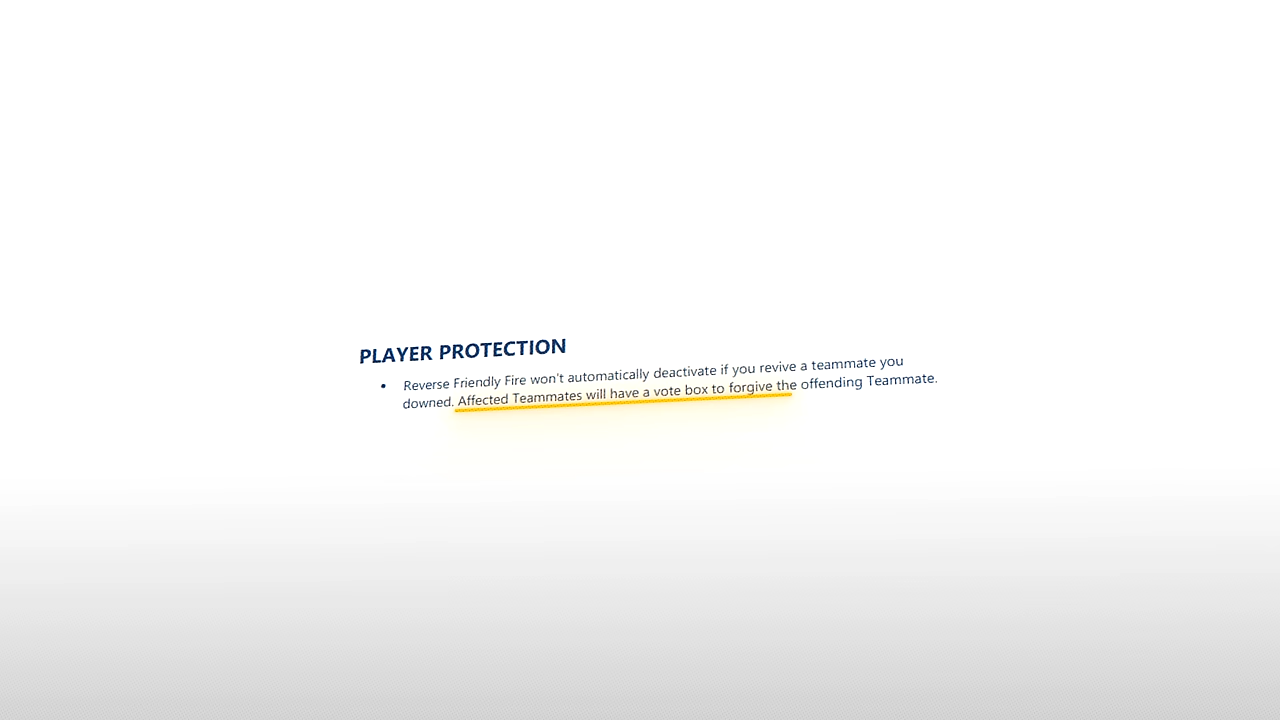 PLAYER PROTECTION
• Reverse Friendly Fire won't automatically deactivate if you revive a teammate you
downed. Affected Teammates will have a vote box to forgive the offending Teammate.